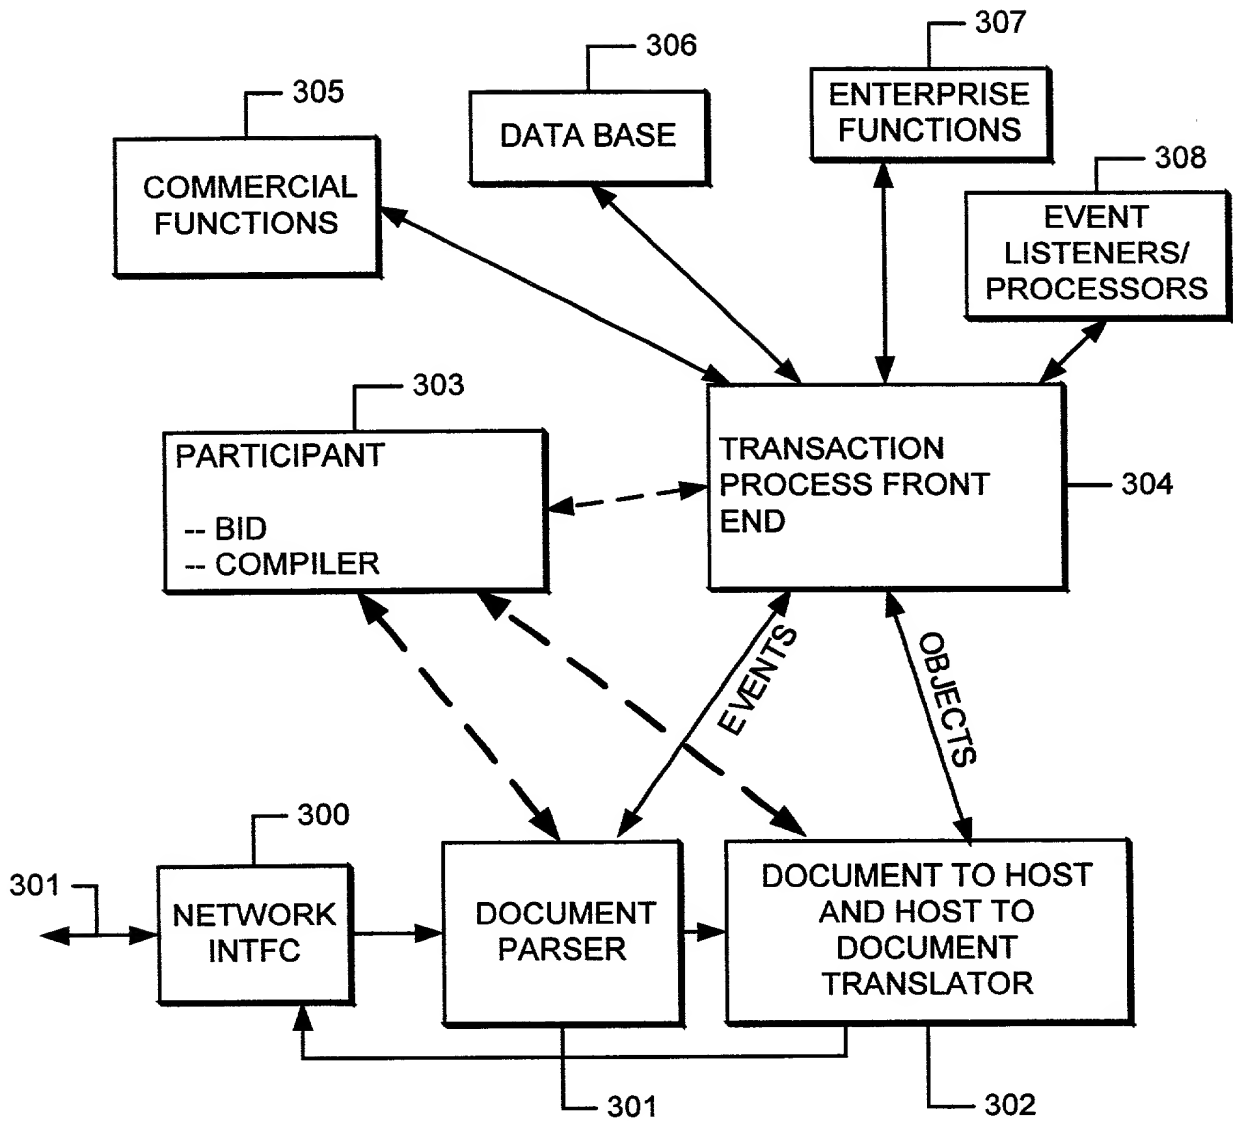 307
306
305
ENTERPRISE
FUNCTIONS
DATA BASE
308
COMMERCIAL
FUNCTIONS
EVENT
LISTENERS/
PROCESSORS
303
PARTICIPANT
-- BID
-- COMPILER
TRANSACTION
PROCESS FRONT
END
304
EVENTS
OBJECTS
300
301
NETWORK
INTFC
DOCUMENT
PARSER
DOCUMENT TO HOST
AND HOST TO
DOCUMENT
TRANSLATOR
301
302